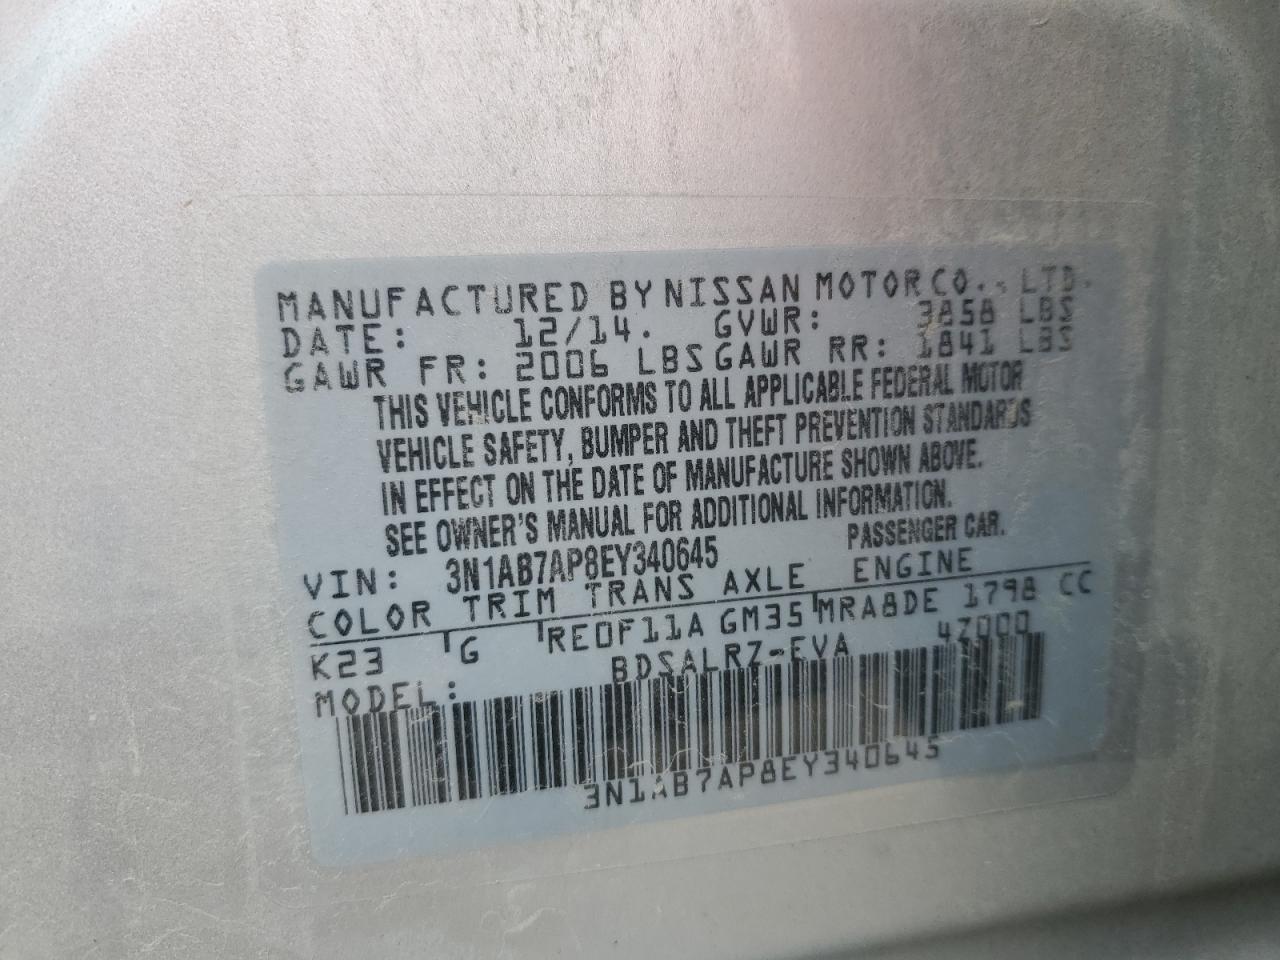 MANUFACTURED BY NISSAN MOTOR CO., LTD.
DATE: 12/14. GVWR: 3858 LBS
GAWR FR: 2006 LBS GAWR RR: 1841 LBS
THIS VEHICLE CONFORMS TO ALL APPLICABLE FEDERAL MOTOR
VEHICLE SAFETY, BUMPER AND THEFT PREVENTION STANDARDS
IN EFFECT ON THE DATE OF MANUFACTURE SHOWN ABOVE.
SEE OWNER'S MANUAL FOR ADDITIONAL INFORMATION.
VIN: 3N1AB7AP8EY340645 PASSENGER CAR.
COLOR TRIM TRANS AXLE ENGINE
K23 G RE0F11A GM35 MRA8DE 1798 CC
MODEL: BDSALRZ-EVA 4Z000
3N1AB7AP8EY340645